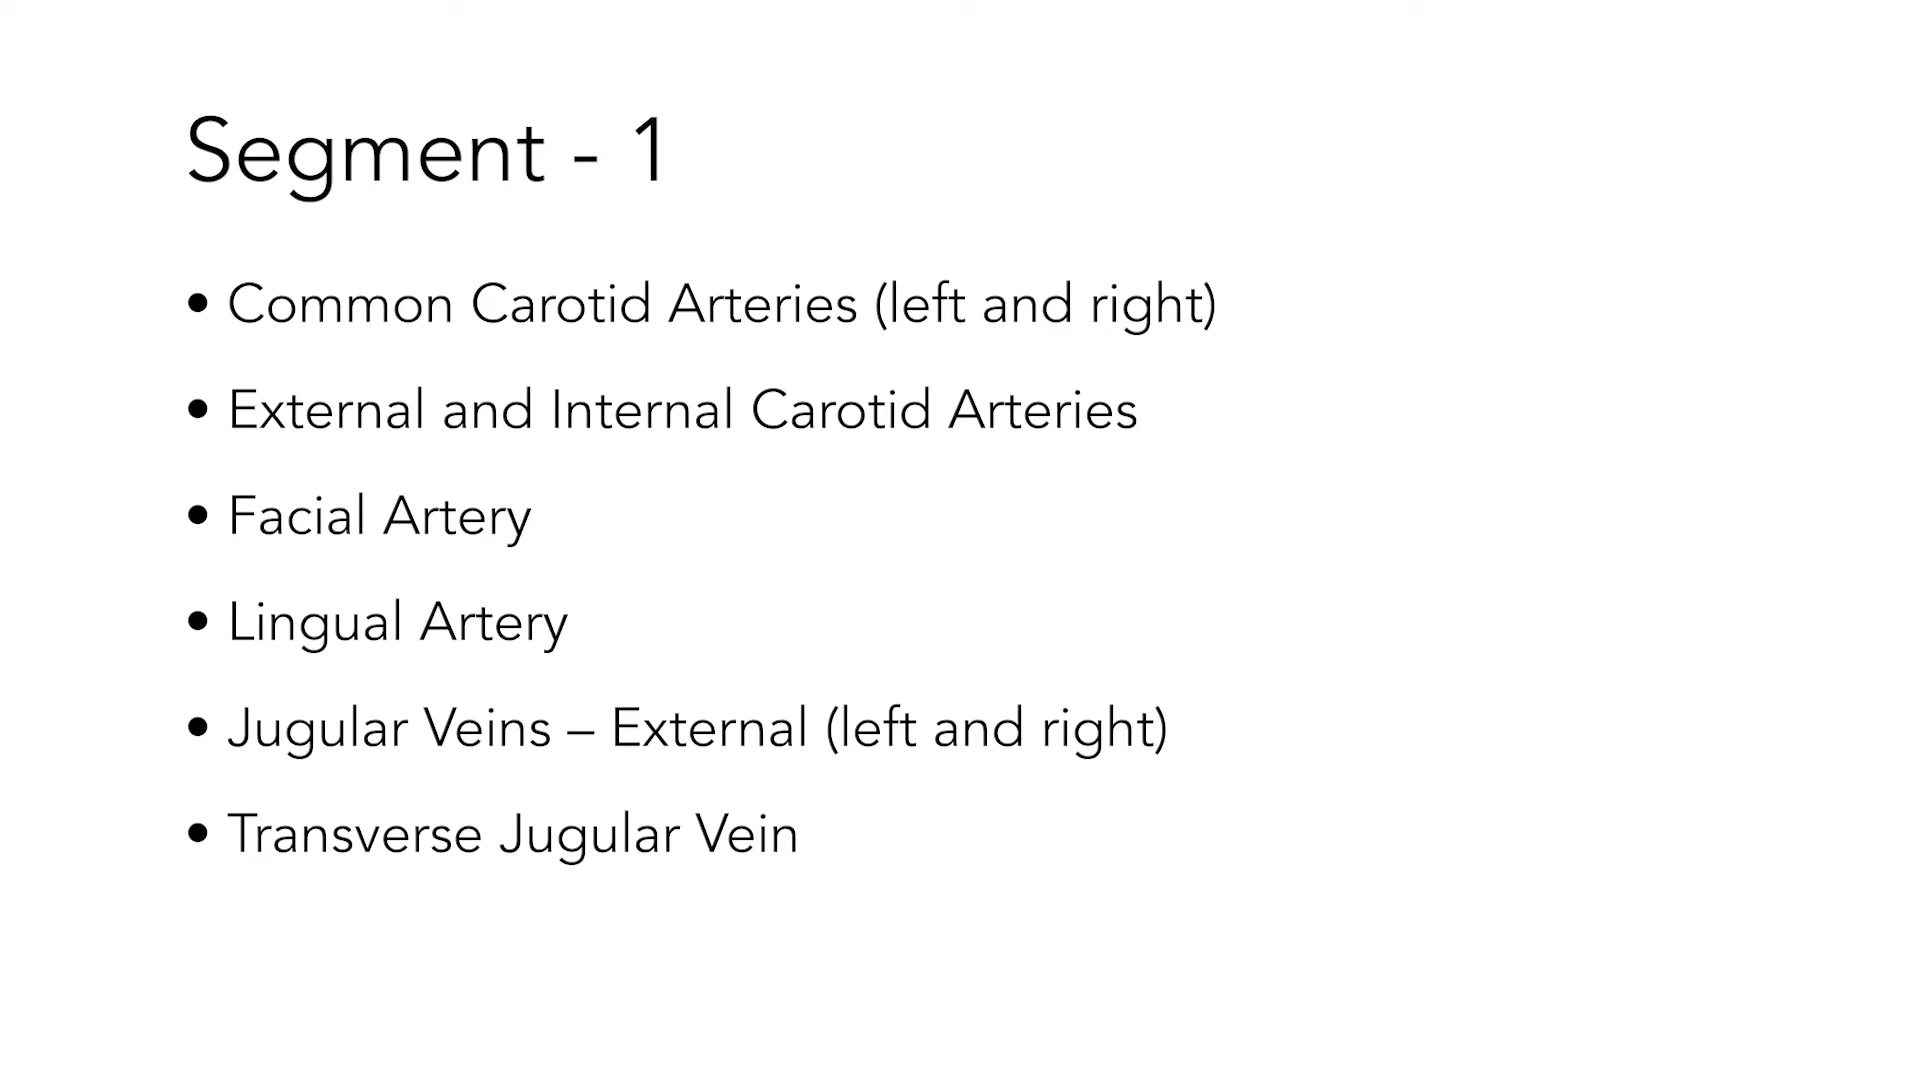 Segment - 1
• Common Carotid Arteries (left and right)
• External and Internal Carotid Arteries
• Facial Artery
• Lingual Artery
• Jugular Veins – External (left and right)
• Transverse Jugular Vein